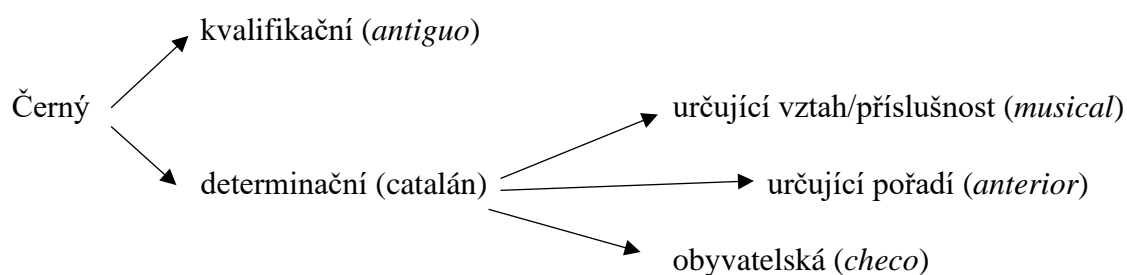 kvalifikační (antiguo)
Černý
určující vztah/příslušnost (musical)
determinační (catalán)
určující pořadí (anterior)
obyvatelská (checo)